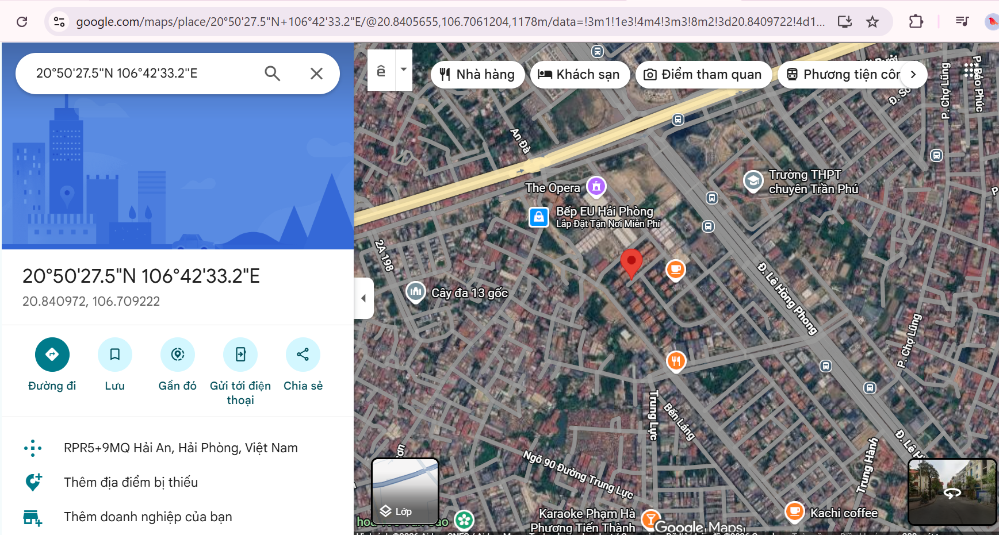 google.com/maps/place/20°50'27.5"N+106°42'33.2"E/@20.8405655,106.7061204,1178m/data=!3m1!1e3!4m4!3m3!8m2!3d20.8409722!4d1...
20°50'27.5"N 106°42'33.2"E
ê
Nhà hàng
Khách sạn
Điểm tham quan
Phương tiện côn
20°50'27.5"N 106°42'33.2"E
20.840972, 106.709222
Đường đi
Lưu
Gần đó
Gửi tới điện
thoại
Chia sẻ
RPR5+9MQ Hải An, Hải Phòng, Việt Nam
Thêm địa điểm bị thiếu
Thêm doanh nghiệp của bạn
An Đà
P. Chợ Lũng
P. Bảo Phúc
The Opera
Trường THPT
chuyên Trần Phú
Bếp EU Hải Phòng
Lắp Đặt Tận Nơi Miễn Phí
2A 198
Cây đa 13 gốc
Đ. Lê Hồng Phong
P. Chợ Lũng
Trung Lực
Bến Láng
Đ. Lê H
Trung Hành
Ngõ 90 Đường Trung Lực
Lớp
Karaoke Phạm Hà
Phương Tiến Thành
Kachi coffee
Google Maps